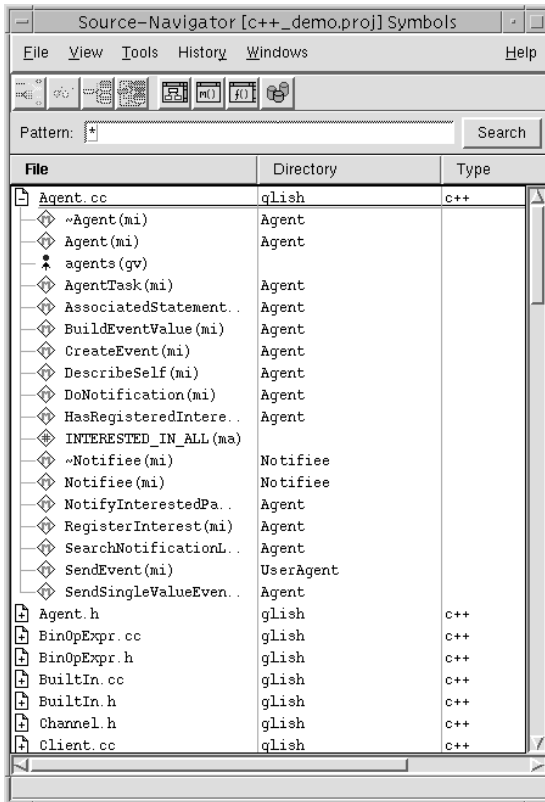 Source-Navigator [c++_demo.proj] Symbols
File View Tools History Windows Help
m() f()
Pattern: * Search
File Directory Type
Agent.cc glish c++
~Agent(mi) Agent
Agent(mi) Agent
agents(gv)
AgentTask(mi) Agent
AssociatedStatement.. Agent
BuildEventValue(mi) Agent
CreateEvent(mi) Agent
DescribeSelf(mi) Agent
DoNotification(mi) Agent
HasRegisteredIntere.. Agent
INTERESTED_IN_ALL(ma)
~Notifiee(mi) Notifiee
Notifiee(mi) Notifiee
NotifyInterestedPa.. Agent
RegisterInterest(mi) Agent
SearchNotificationL.. Agent
SendEvent(mi) UserAgent
SendSingleValueEven.. Agent
Agent.h glish c++
BinOpExpr.cc glish c++
BinOpExpr.h glish c++
BuiltIn.cc glish c++
BuiltIn.h glish c++
Channel.h glish c++
Client.cc glish c++